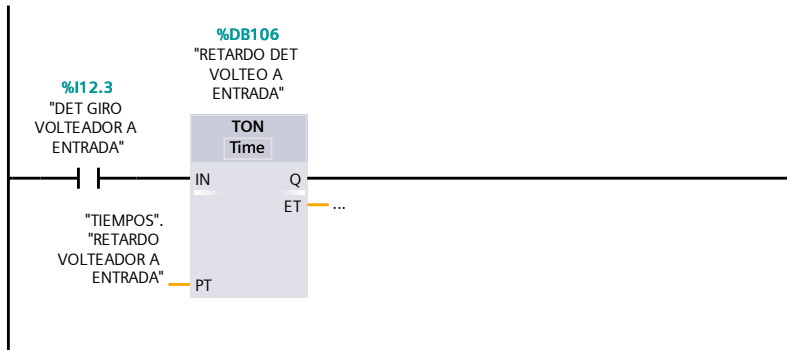 %DB106
"RETARDO DET
VOLTEO A
ENTRADA"
%I12.3
"DET GIRO
VOLTEADOR A
ENTRADA"
TON
Time
IN
Q
ET
...
"TIEMPOS".
"RETARDO
VOLTEADOR A
ENTRADA"
PT